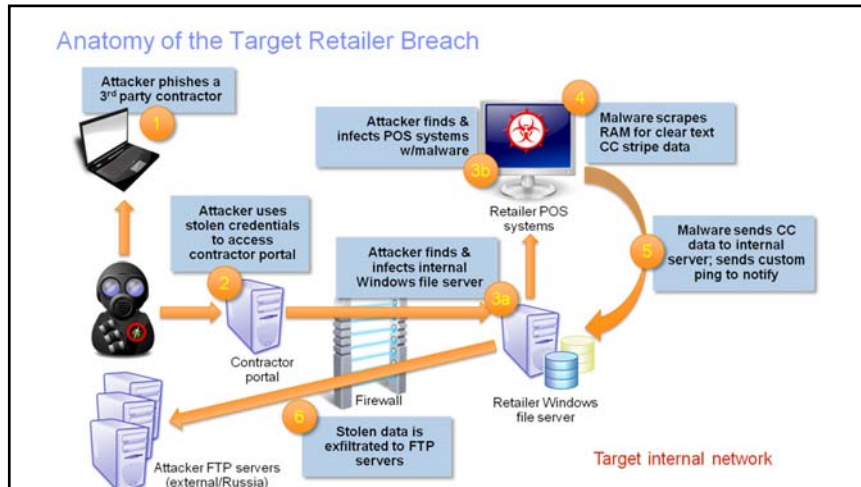 Anatomy of the Target Retailer Breach
Attacker phishes a
3rd party contractor
1
Attacker uses
stolen credentials
to access
contractor portal
2
Contractor
portal
Attacker finds &
infects internal
Windows file server
3a
Firewall
Retailer Windows
file server
Attacker finds &
infects POS systems
w/malware
3b
Retailer POS
systems
4
Malware scrapes
RAM for clear text
CC stripe data
5
Malware sends CC
data to internal
server; sends custom
ping to notify
6
Stolen data is
exfiltrated to FTP
servers
Attacker FTP servers
(external/Russia)
Target internal network